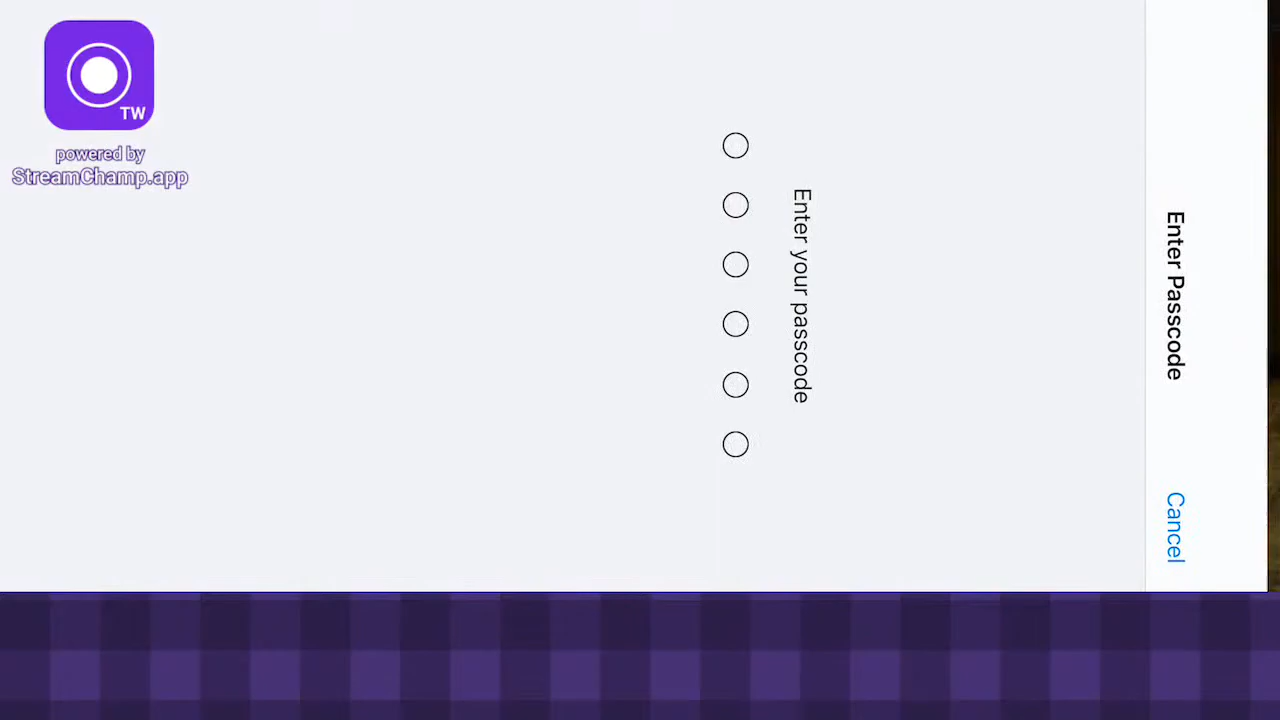 TW
powered by
StreamChamp.app
Enter Passcode
Cancel
Enter your passcode